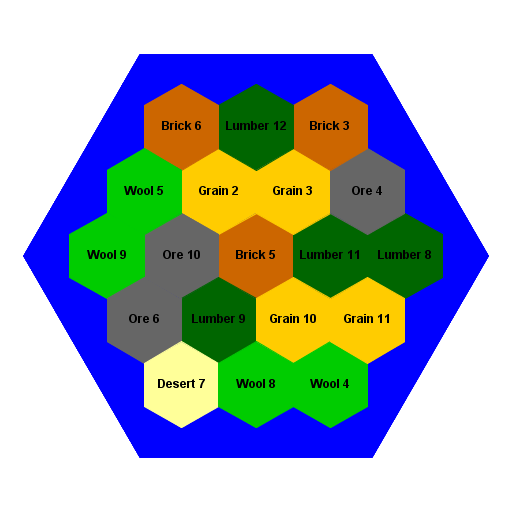 Brick 6 Lumber 12 Brick 3
Wool 5 Grain 2 Grain 3 Ore 4
Wool 9 Ore 10 Brick 5 Lumber 11 Lumber 8
Ore 6 Lumber 9 Grain 10 Grain 11
Desert 7 Wool 8 Wool 4